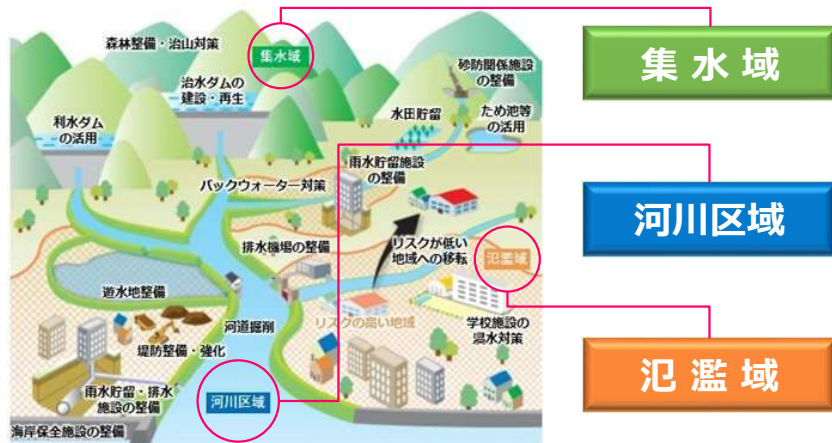 森林整備・治山対策
集水域
治水ダムの
建設・再生
砂防関係施設
の整備
利水ダム
の活用
水田貯留
ため池等
の活用
バックウォーター対策
雨水貯留施設
の整備
排水機場の整備
リスクが低い
地域への移転
氾濫域
遊水地整備
河道掘削
リスクの高い地域
学校施設の
浸水対策
堤防整備・強化
雨水貯留・排水
施設の整備
河川区域
海岸保全施設の整備
集水域
河川区域
氾濫域